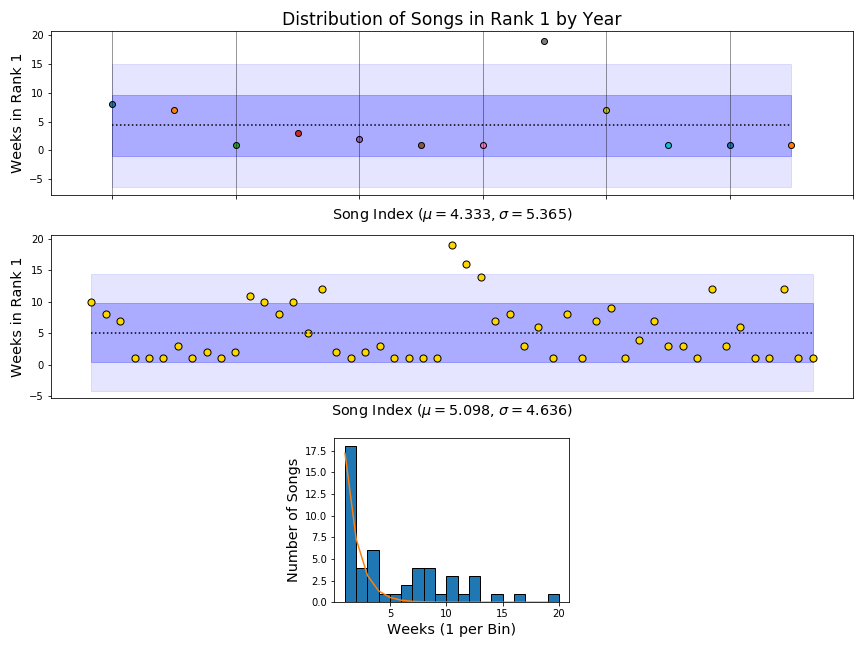 Distribution of Songs in Rank 1 by Year
Weeks in Rank 1
20
15
10
5
0
−5
Song Index (μ = 4.333, σ = 5.365)
Weeks in Rank 1
20
15
10
5
0
−5
Song Index (μ = 5.098, σ = 4.636)
Number of Songs
17.5
15.0
12.5
10.0
7.5
5.0
2.5
0.0
5 10 15 20
Weeks (1 per Bin)